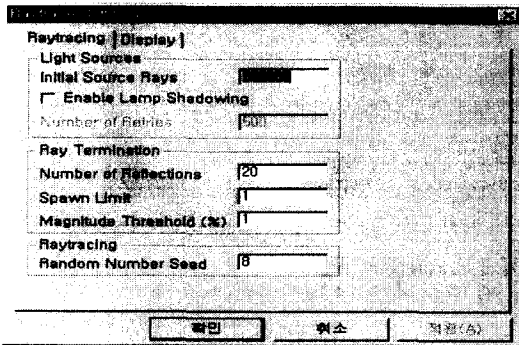 Raytracing Display
Light Sources
Initial Source Rays
Enable Lamp Shadowing
Number of Retries 500
Ray Termination
Number of Reflections 20
Spawn Limit 1
Magnitude Threshold (%) 1
Raytracing
Random Number Seed 8
확인 취소 적용(A)